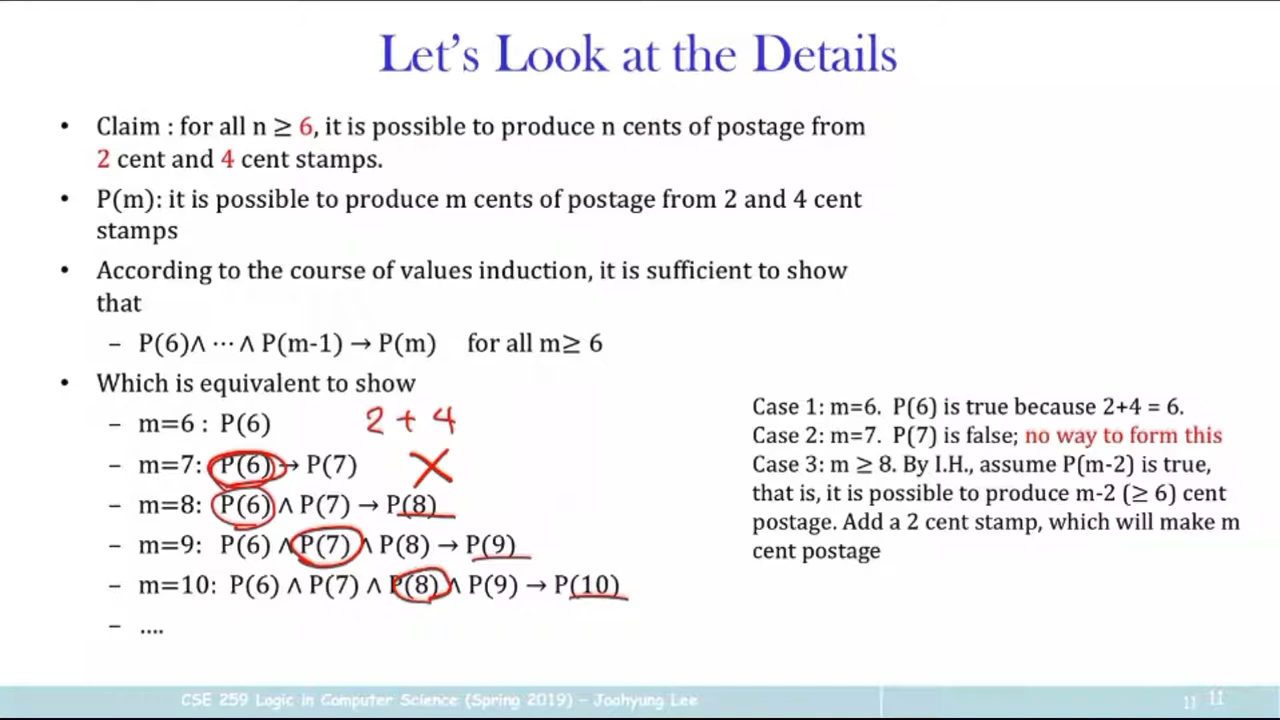 Let's Look at the Details
• Claim : for all n ≥ 6, it is possible to produce n cents of postage from
2 cent and 4 cent stamps.
• P(m): it is possible to produce m cents of postage from 2 and 4 cent
stamps
• According to the course of values induction, it is sufficient to show
that
– P(6)∧ ⋯ ∧ P(m-1) → P(m) for all m≥ 6
• Which is equivalent to show
– m=6 : P(6) 2 + 4
– m=7: P(6) → P(7) X
– m=8: P(6) ∧ P(7) → P(8)
– m=9: P(6) ∧ P(7) ∧ P(8) → P(9)
– m=10: P(6) ∧ P(7) ∧ P(8) ∧ P(9) → P(10)
– ....
Case 1: m=6. P(6) is true because 2+4 = 6.
Case 2: m=7. P(7) is false; no way to form this
Case 3: m ≥ 8. By I.H., assume P(m-2) is true,
that is, it is possible to produce m-2 (≥ 6) cent
postage. Add a 2 cent stamp, which will make m
cent postage
CSE 259 Logic in Computer Science (Spring 2019) – Joohyung Lee
11 11